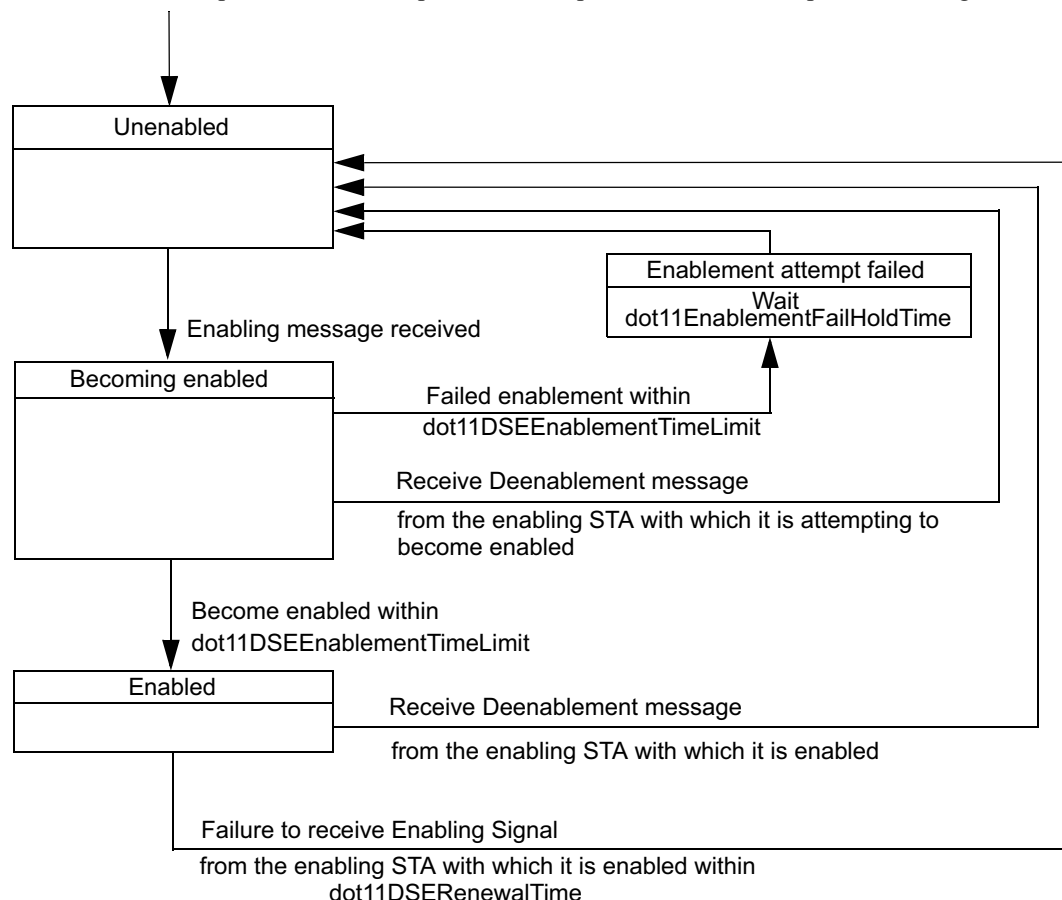 Unenabled
Enablement attempt failed
Wait
dot11EnablementFailHoldTime
Enabling message received
Becoming enabled
Failed enablement within
dot11DSEEnablementTimeLimit
Receive Deenablement message
from the enabling STA with which it is attempting to
become enabled
Become enabled within
dot11DSEEnablementTimeLimit
Enabled
Receive Deenablement message
from the enabling STA with which it is enabled
Failure to receive Enabling Signal
from the enabling STA with which it is enabled within
dot11DSERenewalTime